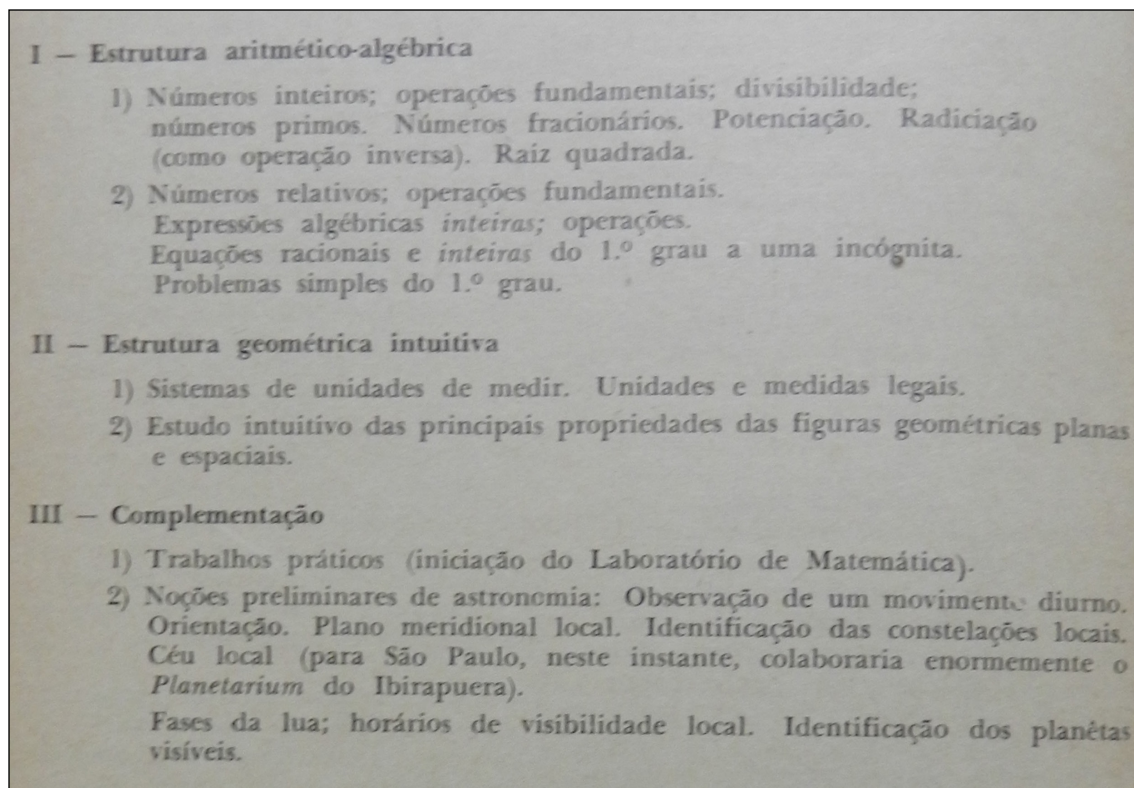 I — Estrutura aritmético-algébrica
1) Números inteiros; operações fundamentais; divisibilidade;
números primos. Números fracionários. Potenciação. Radiciação
(como operação inversa). Raiz quadrada.
2) Números relativos; operações fundamentais.
Expressões algébricas inteiras; operações.
Equações racionais e inteiras do 1.º grau a uma incógnita.
Problemas simples do 1.º grau.
II — Estrutura geométrica intuitiva
1) Sistemas de unidades de medir. Unidades e medidas legais.
2) Estudo intuitivo das principais propriedades das figuras geométricas planas
e espaciais.
III — Complementação
1) Trabalhos práticos (iniciação do Laboratório de Matemática).
2) Noções preliminares de astronomia: Observação de um movimento diurno.
Orientação. Plano meridional local. Identificação das constelações locais.
Céu local (para São Paulo, neste instante, colaboraria enormemente o
Planetarium do Ibirapuera).
Fases da lua; horários de visibilidade local. Identificação dos planêtas
visíveis.